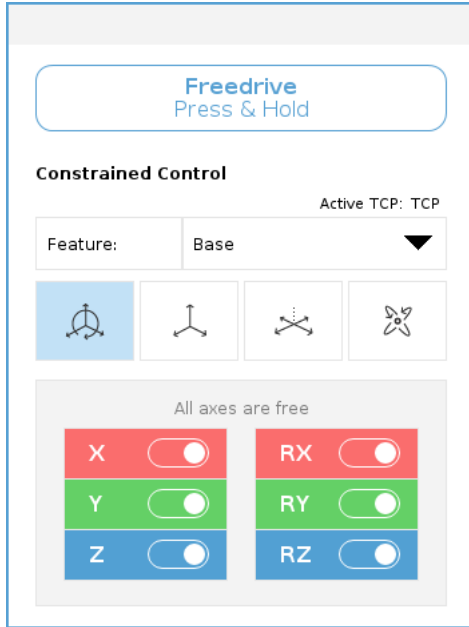 Freedrive
Press & Hold
Constrained Control
Active TCP: TCP
Feature: Base
All axes are free
X RX
Y RY
Z RZ